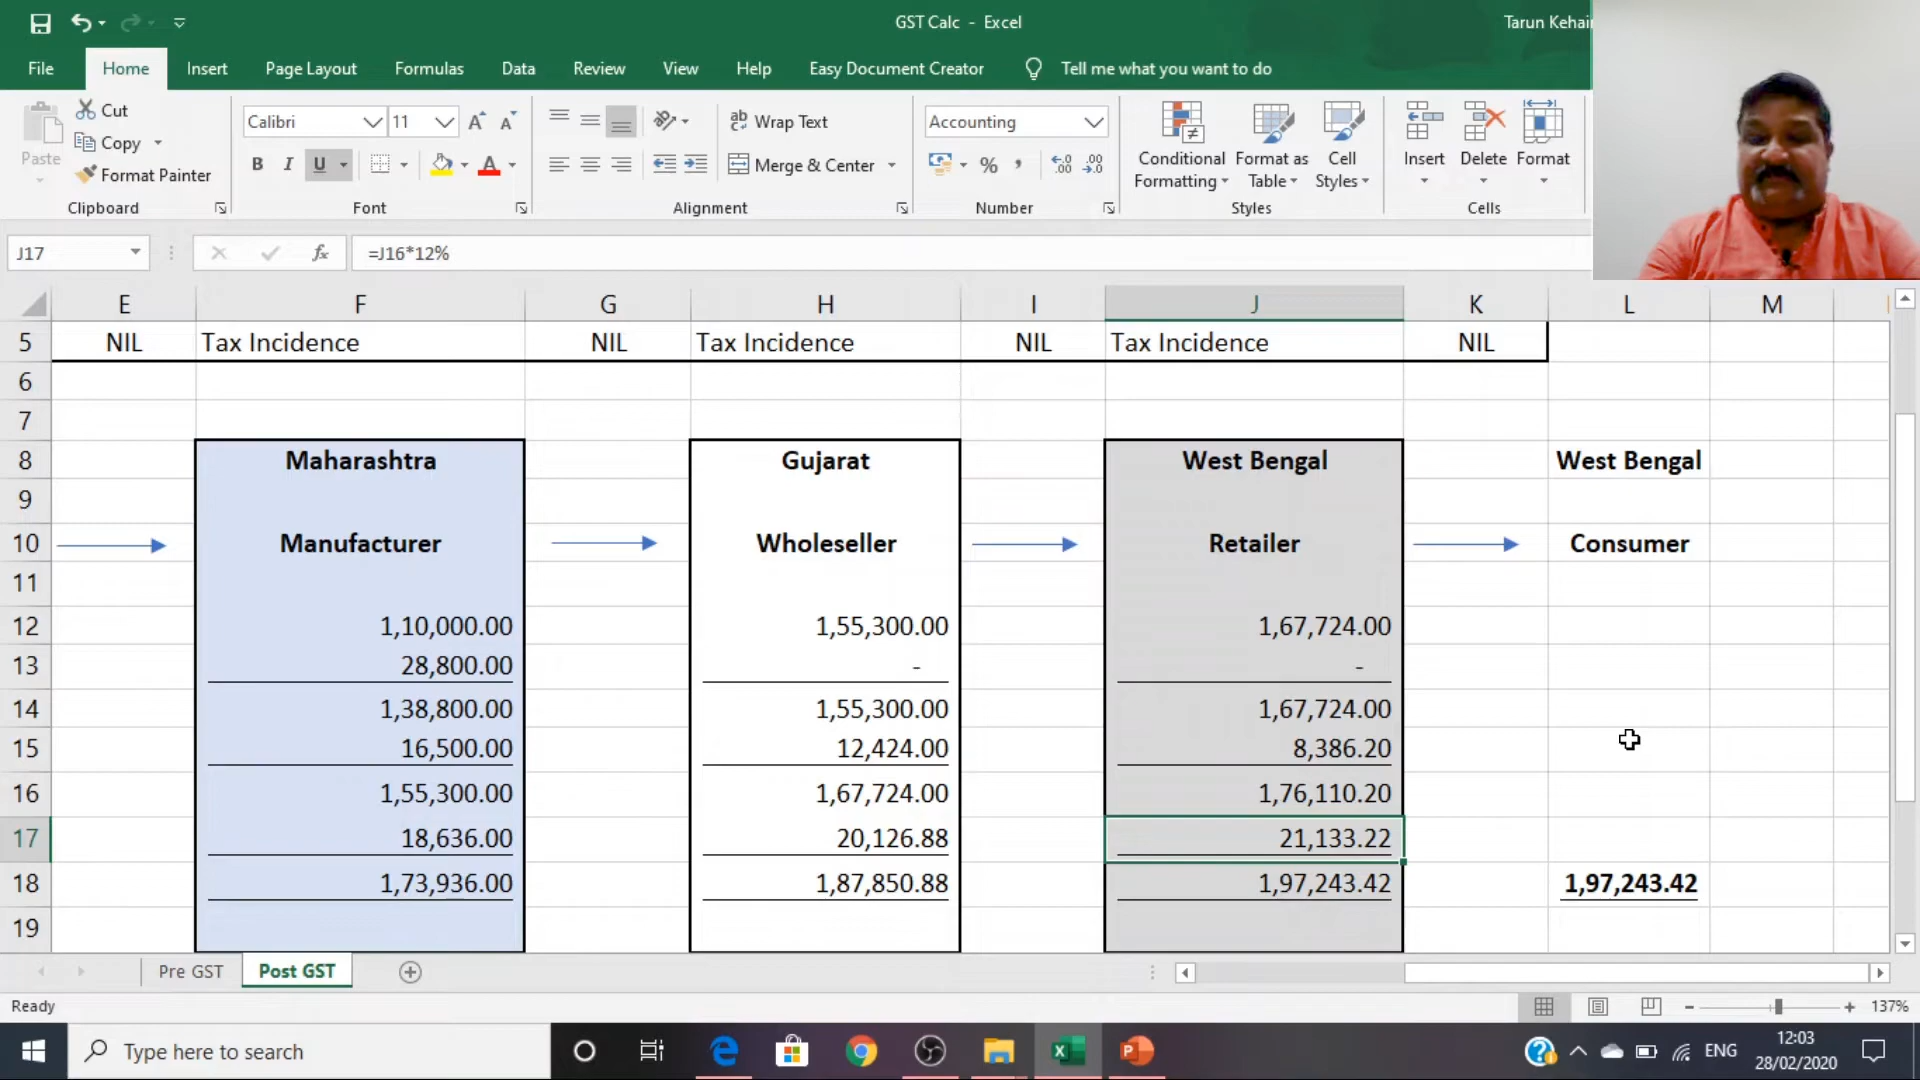 GST Calc - Excel
Tarun Kehair
File Home Insert Page Layout Formulas Data Review View Help Easy Document Creator Tell me what you want to do
Paste
Cut
Copy
Format Painter
Clipboard
Calibri 11
B I U
Font
Wrap Text
Merge & Center
Alignment
Accounting
Number
Conditional Formatting
Format as Table
Cell Styles
Styles
Insert Delete Format
Cells
J17 fx =J16*12%
E F G H I J K L M
5 NIL Tax Incidence NIL Tax Incidence NIL Tax Incidence NIL
6
7
8 Maharashtra Gujarat West Bengal West Bengal
9
10 Manufacturer Wholeseller Retailer Consumer
11
12 1,10,000.00 1,55,300.00 1,67,724.00
13 28,800.00 - -
14 1,38,800.00 1,55,300.00 1,67,724.00
15 16,500.00 12,424.00 8,386.20
16 1,55,300.00 1,67,724.00 1,76,110.20
17 18,636.00 20,126.88 21,133.22
18 1,73,936.00 1,87,850.88 1,97,243.42 1,97,243.42
19
Pre GST Post GST
Ready 137%
Type here to search
ENG
12:03
28/02/2020